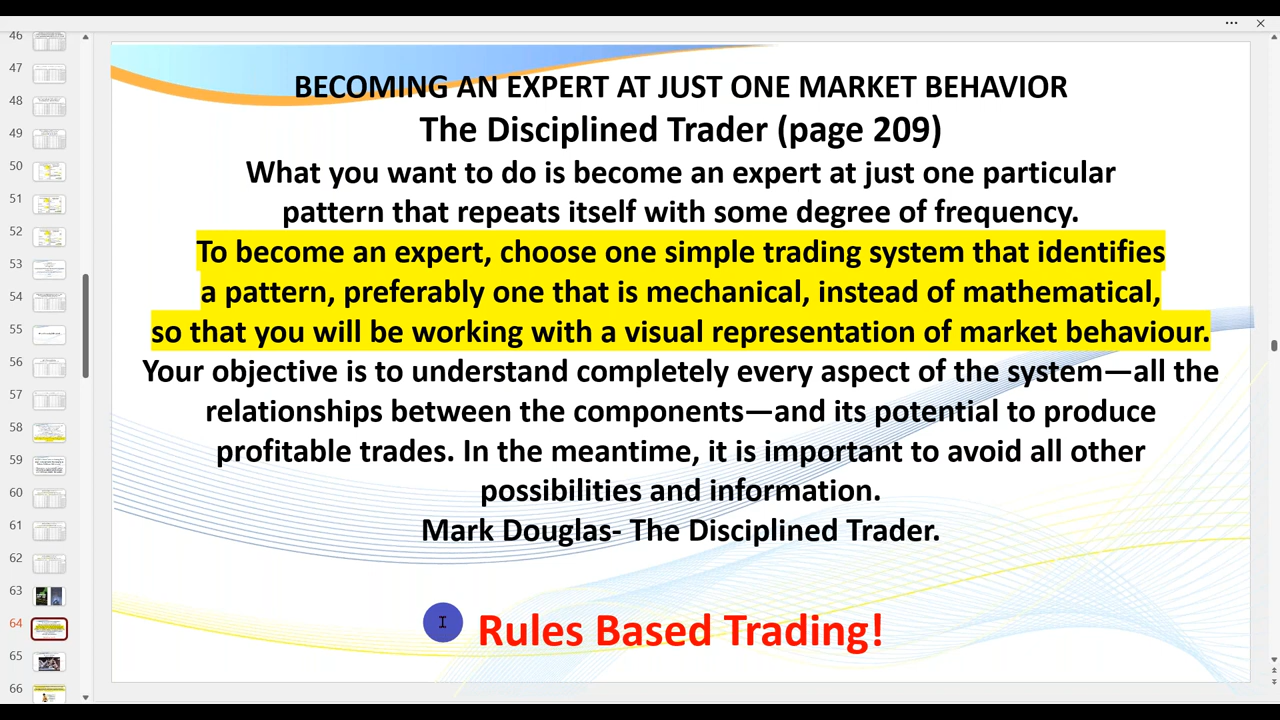 46
47
48
49
50
51
52
53
54
55
56
57
58
59
60
61
62
63
64
65
66
BECOMING AN EXPERT AT JUST ONE MARKET BEHAVIOR
The Disciplined Trader (page 209)
What you want to do is become an expert at just one particular
pattern that repeats itself with some degree of frequency.
To become an expert, choose one simple trading system that identifies
a pattern, preferably one that is mechanical, instead of mathematical,
so that you will be working with a visual representation of market behaviour.
Your objective is to understand completely every aspect of the system—all the
relationships between the components—and its potential to produce
profitable trades. In the meantime, it is important to avoid all other
possibilities and information.
Mark Douglas- The Disciplined Trader.
Rules Based Trading!